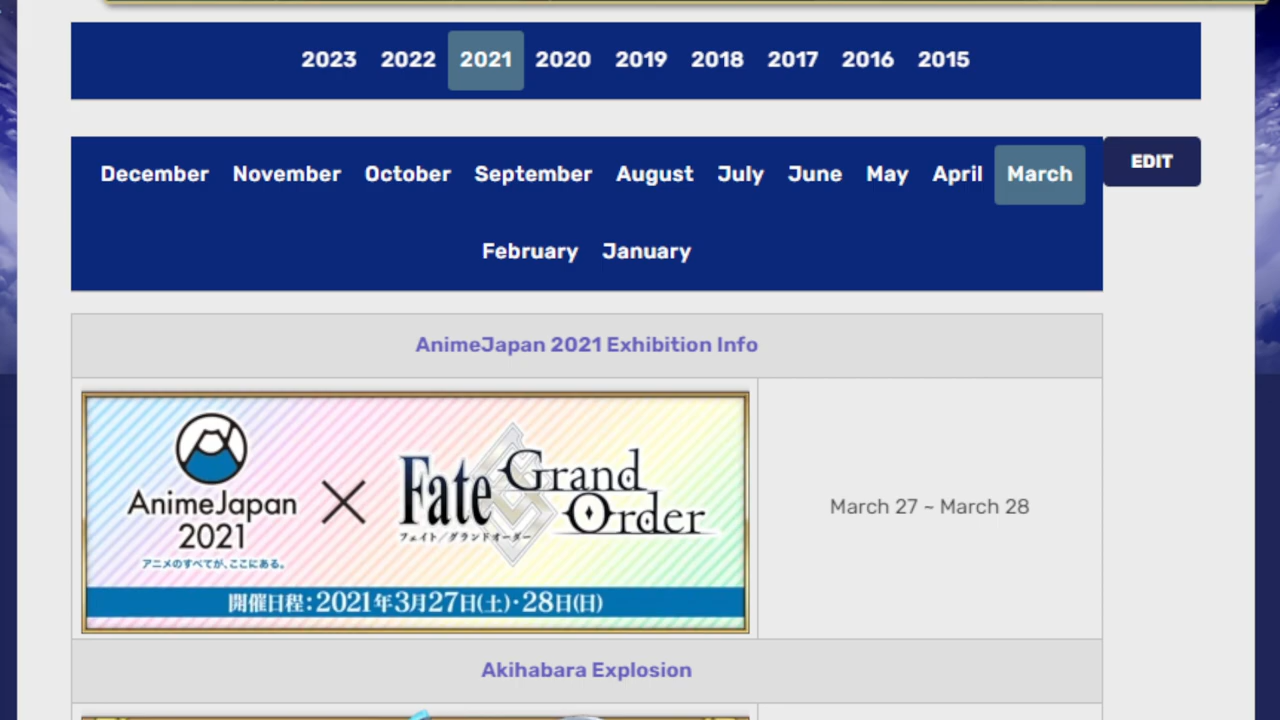 2023 2022 2021 2020 2019 2018 2017 2016 2015
December November October September August July June May April March
EDIT
February January
AnimeJapan 2021 Exhibition Info
AnimeJapan
2021
アニメのすべてが、ここにある。
×
Fate Grand
Order
フェイト/グランドオーダー
開催日程:2021年3月27日(土)・28日(日)
March 27 ~ March 28
Akihabara Explosion